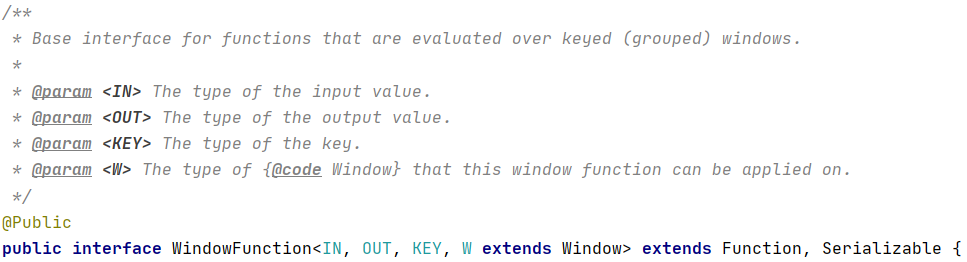 /**
 * Base interface for functions that are evaluated over keyed (grouped) windows.
 *
 * @param <IN> The type of the input value.
 * @param <OUT> The type of the output value.
 * @param <KEY> The type of the key.
 * @param <W> The type of {@code Window} that this window function can be applied on.
 */
@Public
public interface WindowFunction<IN, OUT, KEY, W extends Window> extends Function, Serializable {